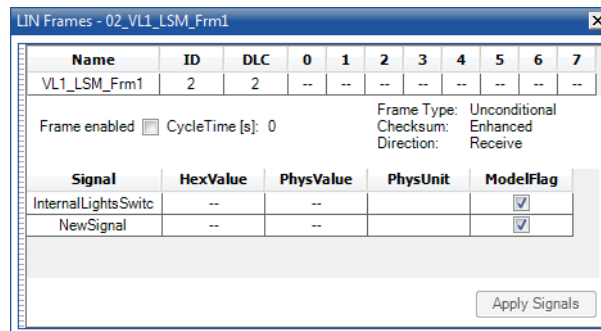 LIN Frames - 02_VL1_LSM_Frm1
Name ID DLC 0 1 2 3 4 5 6 7
VL1_LSM_Frm1 2 2 -- -- -- -- -- -- -- --
Frame enabled CycleTime [s]: 0
Frame Type: Unconditional
Checksum: Enhanced
Direction: Receive
Signal HexValue PhysValue PhysUnit ModelFlag
InternalLightsSwitc -- --
NewSignal -- --
Apply Signals